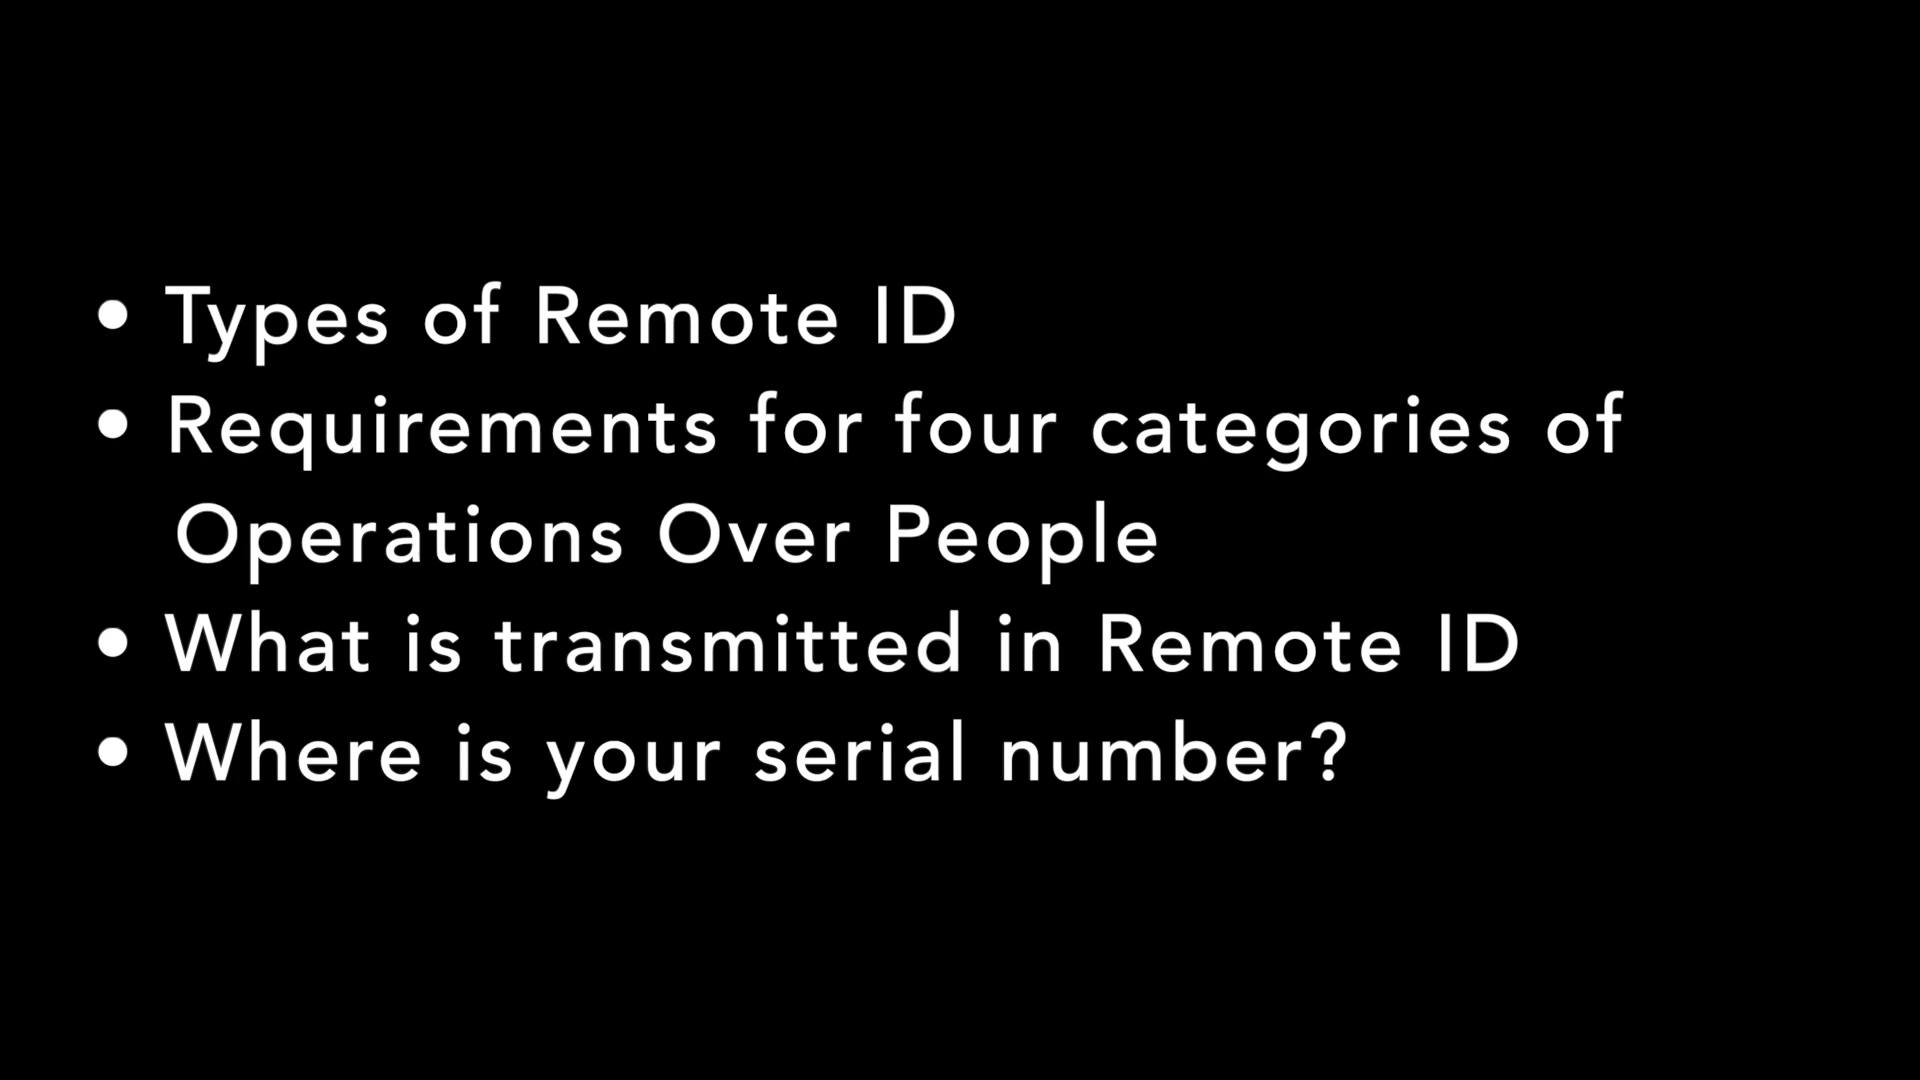 • Types of Remote ID
• Requirements for four categories of
Operations Over People
• What is transmitted in Remote ID
• Where is your serial number?